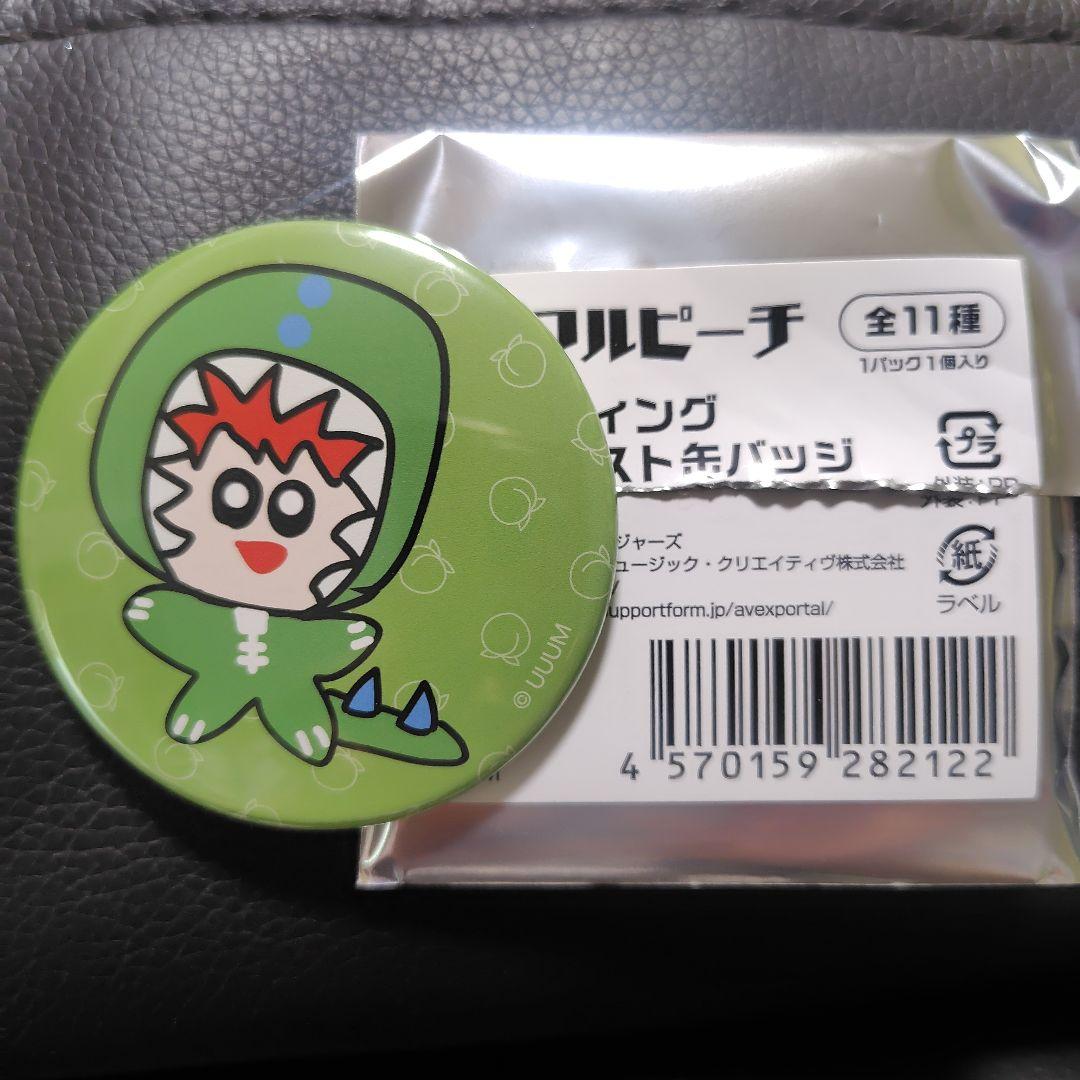 ワルピーチ
全11種
1パック1個入り
ィング
スト缶バッジ
プラ
外装:PP
ジャーズ
ュージック・クリエイティヴ株式会社
upportform.jp/avexportal/
紙
ラベル
4 570159 282122
© UUUM